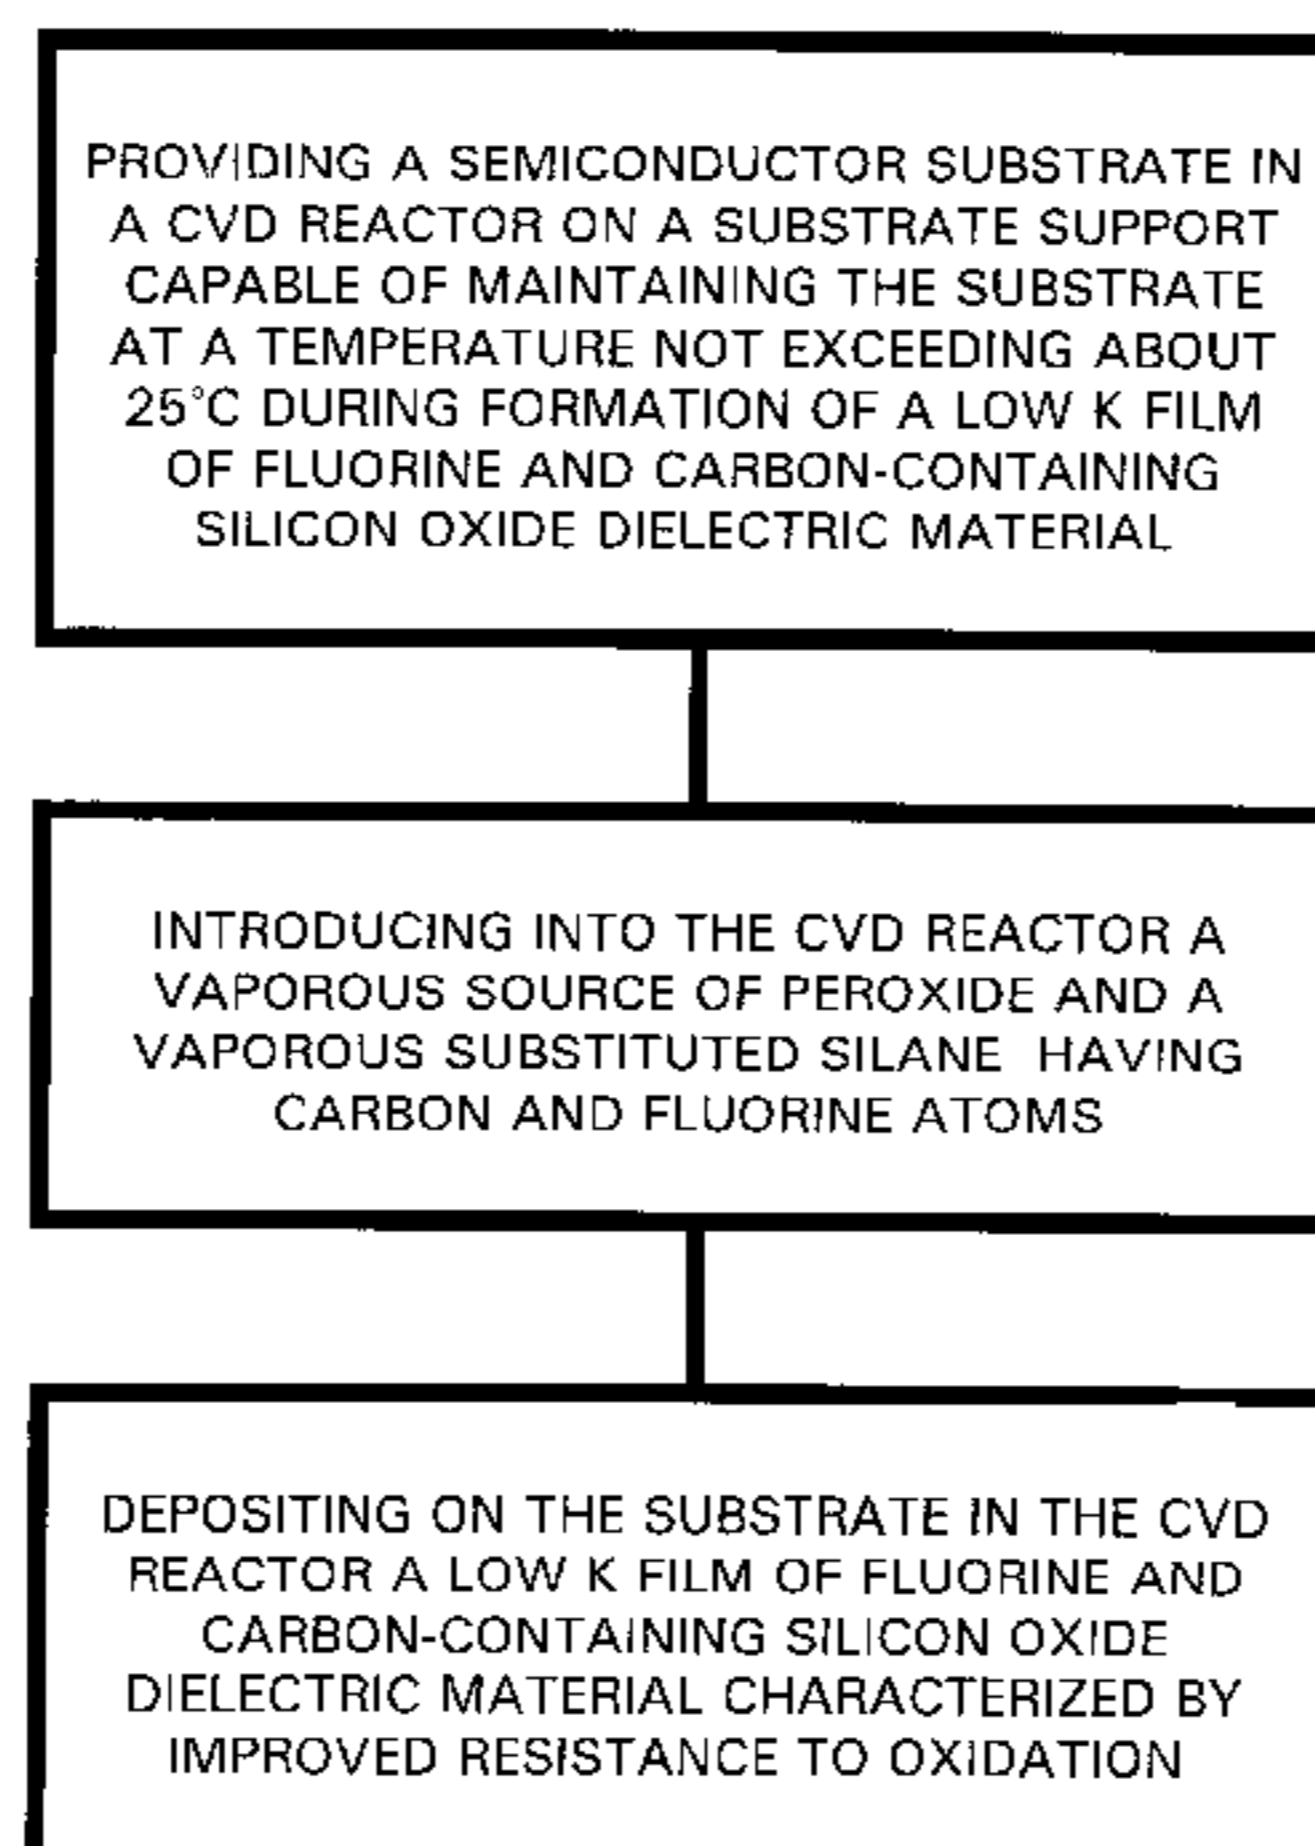 PROVIDING A SEMICONDUCTOR SUBSTRATE IN
A CVD REACTOR ON A SUBSTRATE SUPPORT
CAPABLE OF MAINTAINING THE SUBSTRATE
AT A TEMPERATURE NOT EXCEEDING ABOUT
25°C DURING FORMATION OF A LOW K FILM
OF FLUORINE AND CARBON-CONTAINING
SILICON OXIDE DIELECTRIC MATERIAL
INTRODUCING INTO THE CVD REACTOR A
VAPOROUS SOURCE OF PEROXIDE AND A
VAPOROUS SUBSTITUTED SILANE HAVING
CARBON AND FLUORINE ATOMS
DEPOSITING ON THE SUBSTRATE IN THE CVD
REACTOR A LOW K FILM OF FLUORINE AND
CARBON-CONTAINING SILICON OXIDE
DIELECTRIC MATERIAL CHARACTERIZED BY
IMPROVED RESISTANCE TO OXIDATION